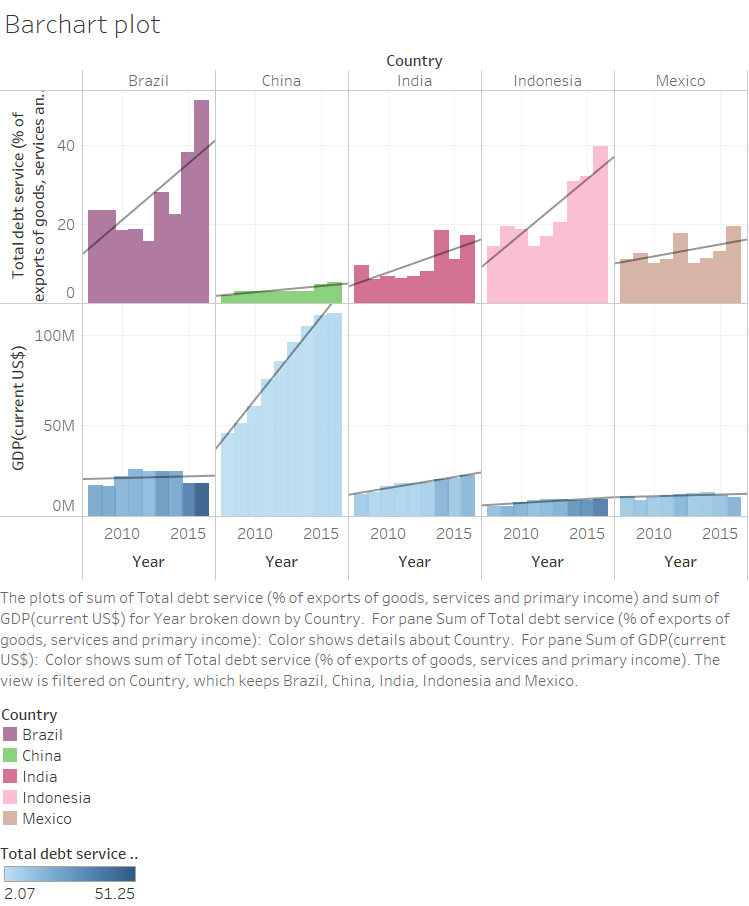 Barchart plot
Country
Brazil China India Indonesia Mexico
Total debt service (% of
exports of goods, services an..
40
20
0
GDP(current US$)
100M
50M
0M
2010 2015 2010 2015 2010 2015 2010 2015 2010 2015
Year Year Year Year Year
The plots of sum of Total debt service (% of exports of goods, services and primary income) and sum of
GDP(current US$) for Year broken down by Country.  For pane Sum of Total debt service (% of exports of
goods, services and primary income):  Color shows details about Country.  For pane Sum of GDP(current
US$):  Color shows sum of Total debt service (% of exports of goods, services and primary income). The
view is filtered on Country, which keeps Brazil, China, India, Indonesia and Mexico.
Country
Brazil
China
India
Indonesia
Mexico
Total debt service ..
2.07 51.25